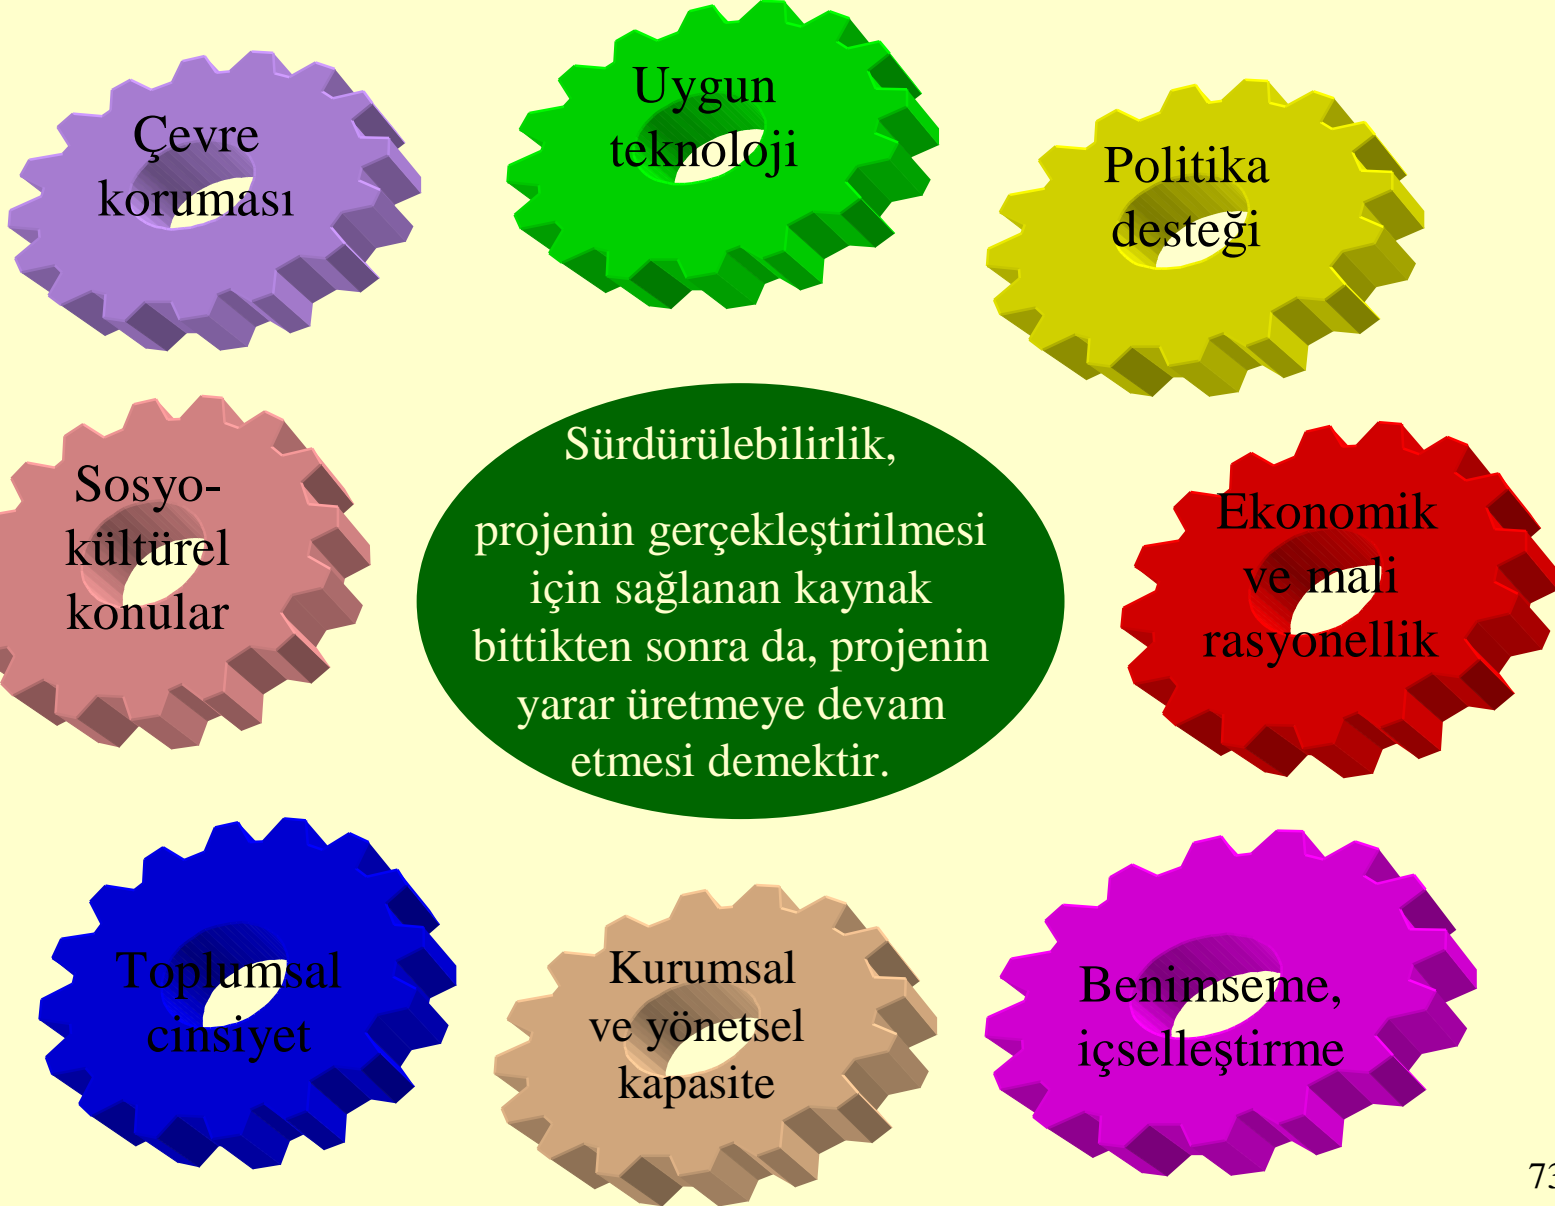 Çevre
koruması
Uygun
teknoloji
Politika
desteği
Sosyo-
kültürel
konular
Sürdürülebilirlik,
projenin gerçekleştirilmesi
için sağlanan kaynak
bittikten sonra da, projenin
yarar üretmeye devam
etmesi demektir.
Ekonomik
ve mali
rasyonellik
Toplumsal
cinsiyet
Kurumsal
ve yönetsel
kapasite
Benimseme,
içselleştirme
73